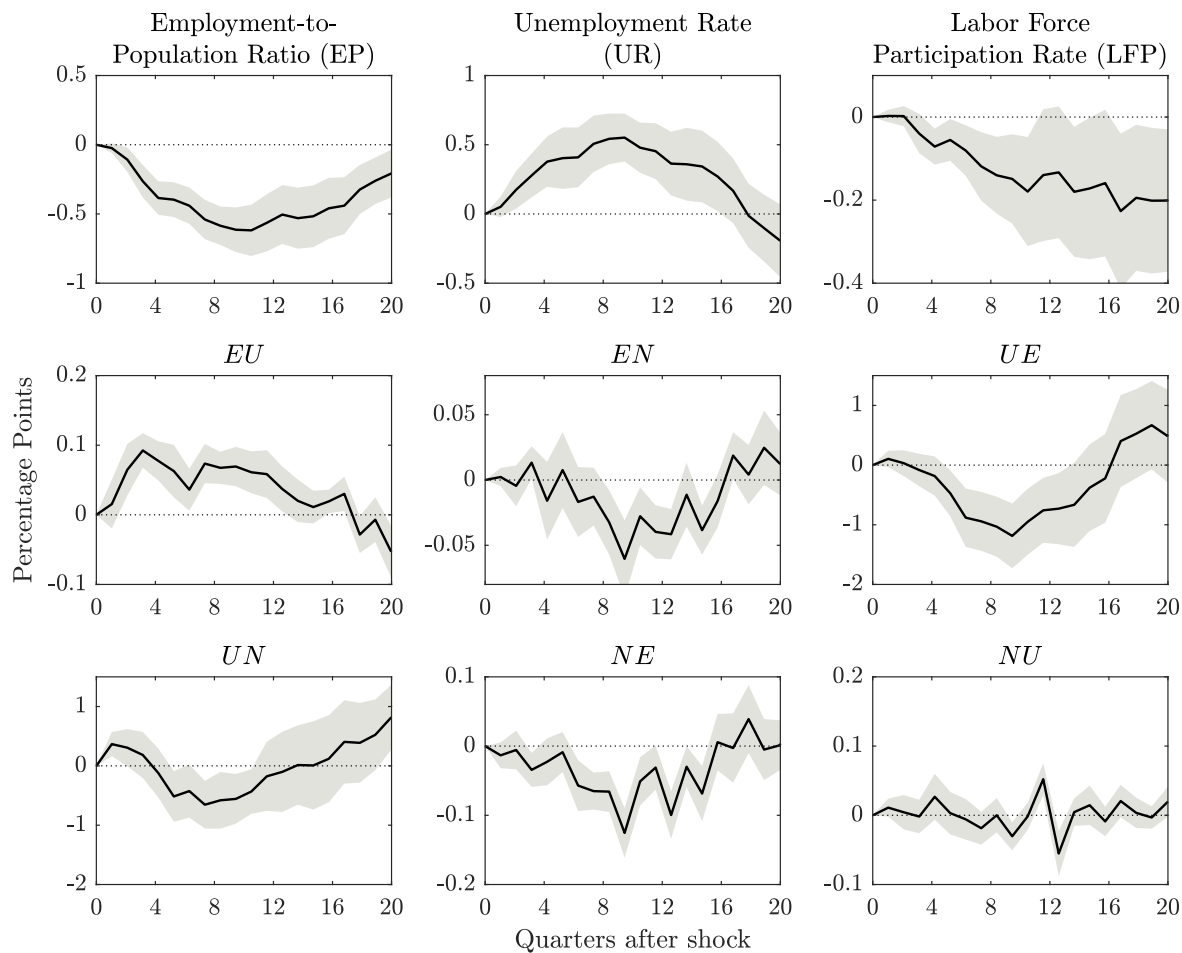 Employment-to-
Population Ratio (EP)
Unemployment Rate
(UR)
Labor Force
Participation Rate (LFP)
0.5
0
-0.5
-1
0 4 8 12 16 20
1
0.5
0
-0.5
0 4 8 12 16 20
0
-0.2
-0.4
0 4 8 12 16 20
Percentage Points
EU
0.2
0.1
0
-0.1
0 4 8 12 16 20
EN
0.05
0
-0.05
0 4 8 12 16 20
UE
1
0
-1
-2
0 4 8 12 16 20
UN
1
0
-1
-2
0 4 8 12 16 20
NE
0.1
0
-0.1
-0.2
0 4 8 12 16 20
NU
0.2
0.1
0
-0.1
0 4 8 12 16 20
Quarters after shock